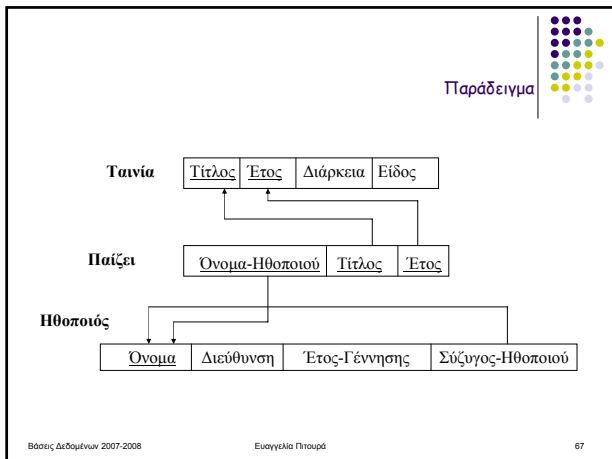 Παράδειγμα
Ταινία Τίτλος Έτος Διάρκεια Είδος
Παίζει Όνομα-Ηθοποιού Τίτλος Έτος
Ηθοποιός
Όνομα Διεύθυνση Έτος-Γέννησης Σύζυγος-Ηθοποιού
Βάσεις Δεδομένων 2007-2008 Ευαγγελία Πιτουρά 67